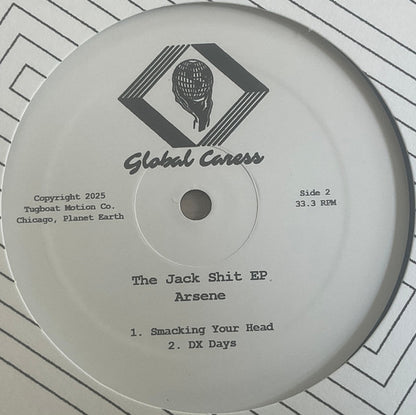 Global Caress
Copyright 2025
Tugboat Motion Co.
Chicago, Planet Earth
Side 2
33.3 RPM
The Jack Shit EP
Arsene
1. Smacking Your Head
2. DX Days